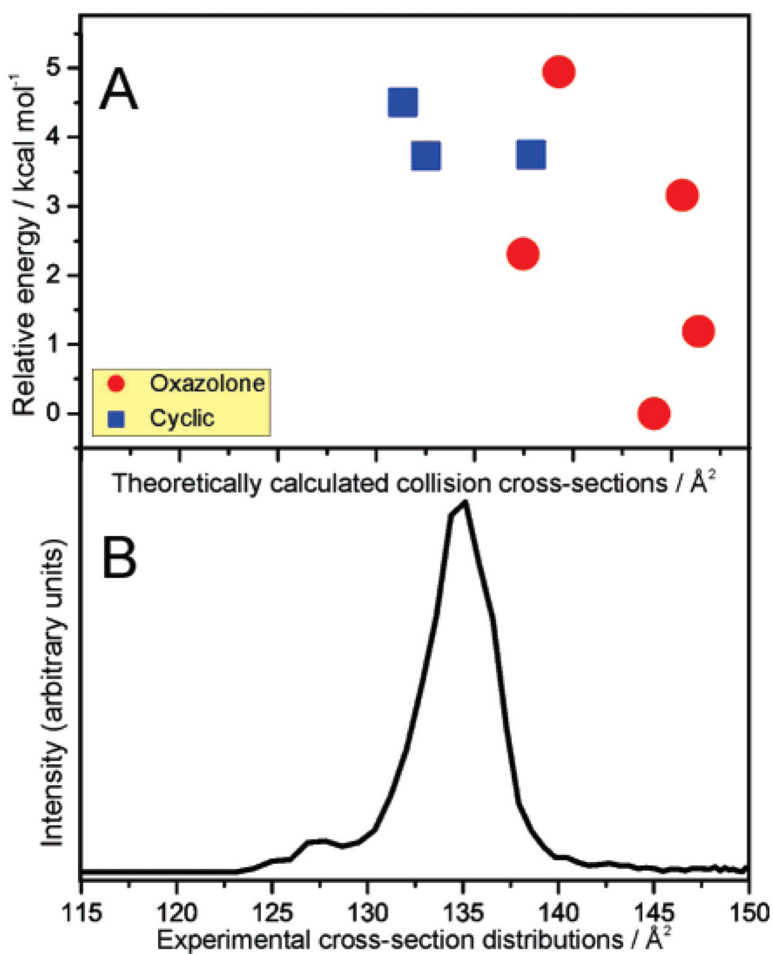 A
5
4
3
2
1
0
Relative energy / kcal mol⁻¹
Oxazolone
Cyclic
Theoretically calculated collision cross-sections / Å²
B
Intensity (arbitrary units)
115 120 125 130 135 140 145 150
Experimental cross-section distributions / Å²